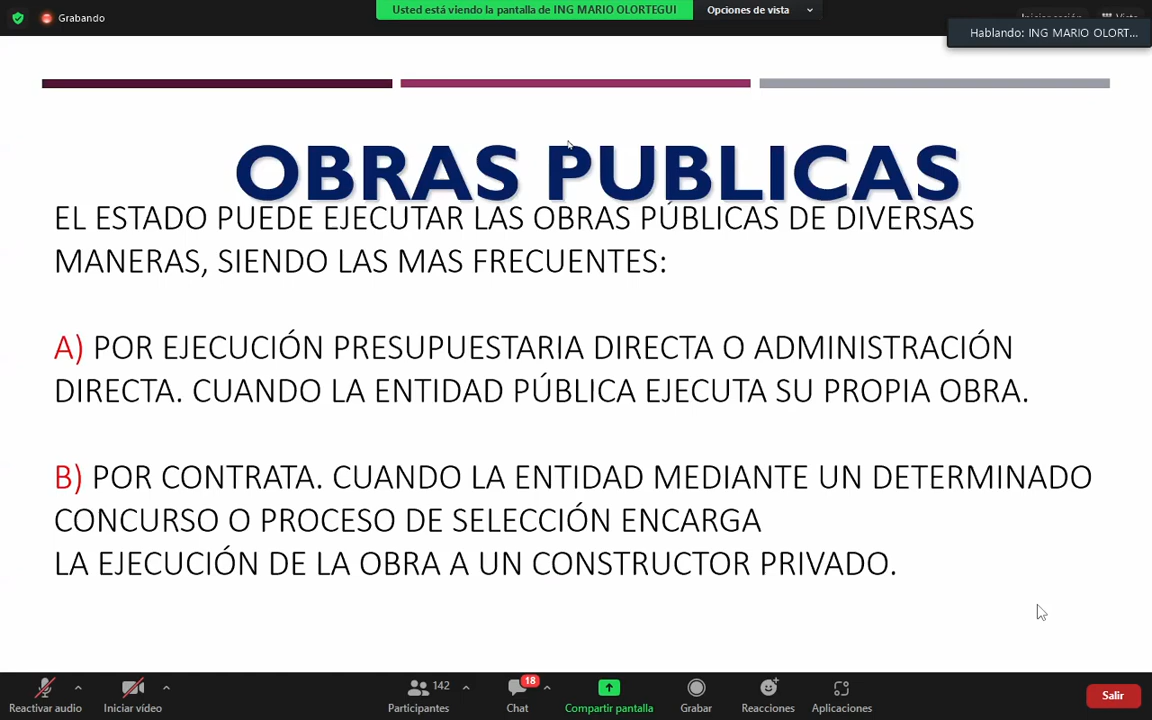 Grabando
Usted está viendo la pantalla de ING MARIO OLORTEGUI
Opciones de vista
Iniciar sesión
Vista
Hablando: ING MARIO OLORT...
OBRAS PUBLICAS
EL ESTADO PUEDE EJECUTAR LAS OBRAS PÚBLICAS DE DIVERSAS
MANERAS, SIENDO LAS MAS FRECUENTES:
A) POR EJECUCIÓN PRESUPUESTARIA DIRECTA O ADMINISTRACIÓN
DIRECTA. CUANDO LA ENTIDAD PÚBLICA EJECUTA SU PROPIA OBRA.
B) POR CONTRATA. CUANDO LA ENTIDAD MEDIANTE UN DETERMINADO
CONCURSO O PROCESO DE SELECCIÓN ENCARGA
LA EJECUCIÓN DE LA OBRA A UN CONSTRUCTOR PRIVADO.
Reactivar audio
Iniciar vídeo
142
Participantes
18
Chat
Compartir pantalla
Grabar
Reacciones
Aplicaciones
Salir